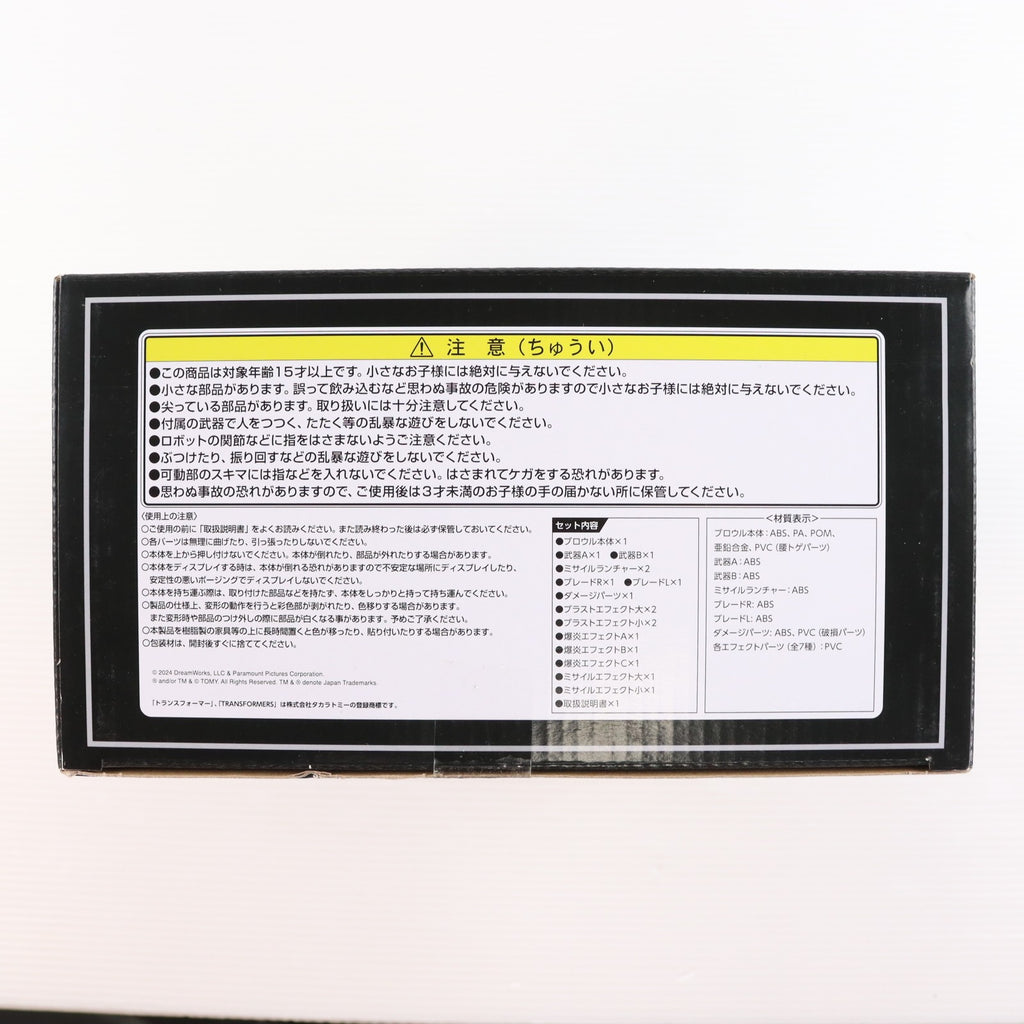 ⚠ 注 意（ちゅうい）
●この商品は対象年齢15才以上です。小さなお子様には絶対に与えないでください。
●小さな部品があります。誤って飲み込むなど思わぬ事故の危険がありますので小さなお子様には絶対に与えないでください。
●尖っている部品があります。取り扱いには十分注意してください。
●付属の武器で人をつつく、たたく等の乱暴な遊びをしないでください。
●ロボットの関節などに指をはさまないようご注意ください。
●ぶつけたり、振り回すなどの乱暴な遊びをしないでください。
●可動部のスキマには指などを入れないでください。はさまれてケガをする恐れがあります。
●思わぬ事故の恐れがありますので、ご使用後は3才未満のお子様の手の届かない所に保管してください。
〈使用上の注意〉
○ご使用の前に「取扱説明書」をよくお読みください。また読み終わった後は必ず保管しておいてください。
○各パーツは無理に曲げたり、引っ張ったりしないでください。
○本体を上から押し付けないでください。本体が倒れたり、部品が外れたりする場合があります。
○本体をディスプレイする時は、本体が倒れる恐れがありますので不安定な場所にディスプレイしたり、
安定性の悪いポージングでディスプレイしないでください。
○本体を持ち運ぶ際は、取り付けた部品などを持たず、本体をしっかりと持って持ち運んでください。
○製品の仕様上、変形の動作を行うと彩色部が剥がれたり、色移りする場合があります。
また変形時や部品のつけ外しの際に部品が白くなる事があります。予めご了承ください。
○本製品を樹脂製の家具等の上に長時間置くと色が移ったり、貼り付いたりする場合があります。
○包装材は、開封後すぐに捨ててください。
© 2024 DreamWorks, LLC & Paramount Pictures Corporation.
® and/or TM & © TOMY. All Rights Reserved. TM & ® denote Japan Trademarks.
「トランスフォーマー」、「TRANSFORMERS」は株式会社タカラトミーの登録商標です。
セット内容
●ブロウル本体×1
●武器A×1 ●武器B×1
●ミサイルランチャー×2
●ブレードR×1 ●ブレードL×1
●ダメージパーツ×1
●ブラストエフェクト大×2
●ブラストエフェクト小×2
●爆炎エフェクトA×1
●爆炎エフェクトB×1
●爆炎エフェクトC×1
●ミサイルエフェクト大×1
●ミサイルエフェクト小×1
●取扱説明書×1
＜材質表示＞
ブロウル本体：ABS、PA、POM、
亜鉛合金、PVC（腰トゲパーツ）
武器A：ABS
武器B：ABS
ミサイルランチャー：ABS
ブレードR：ABS
ブレードL：ABS
ダメージパーツ：ABS、PVC（破損パーツ）
各エフェクトパーツ（全7種）：PVC